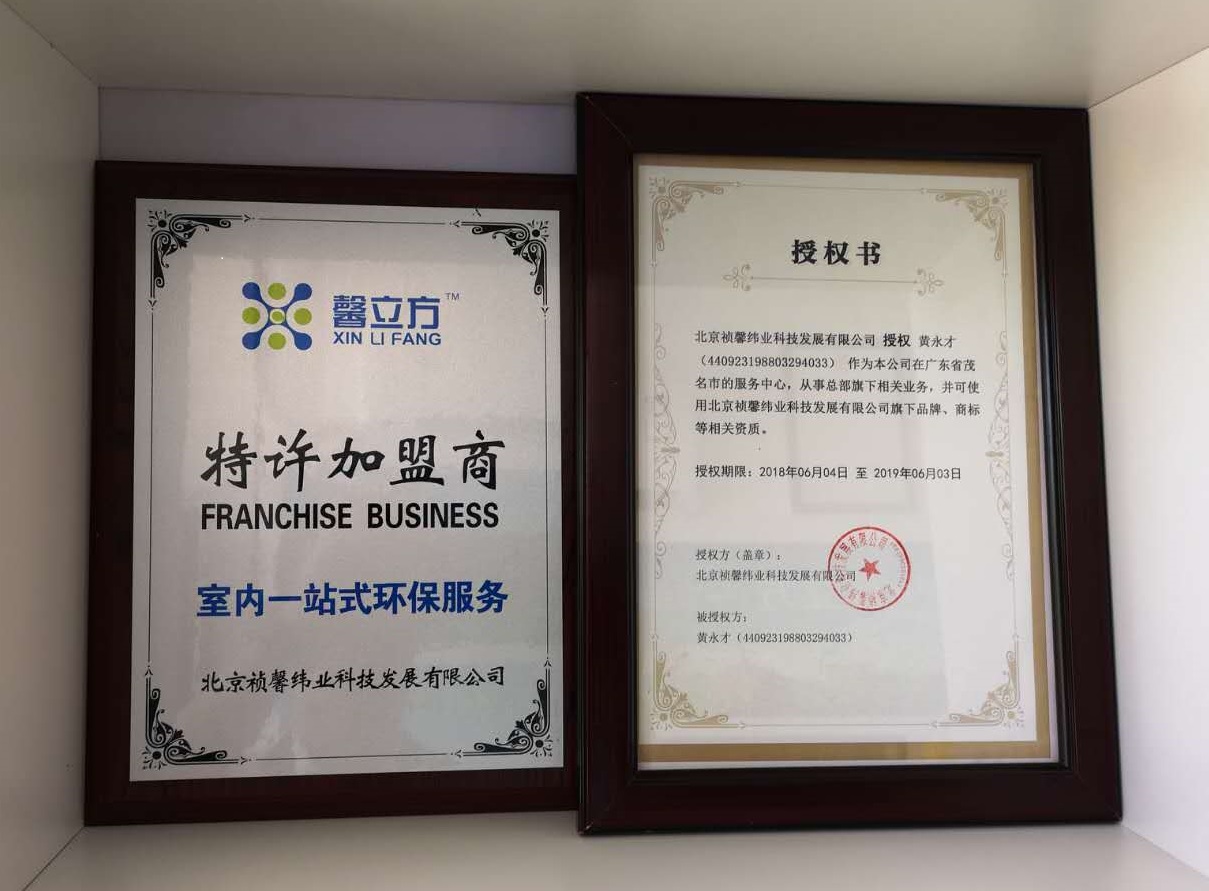 馨立方™
XIN LI FANG
特许加盟商
FRANCHISE BUSINESS
室内一站式环保服务
北京祯馨纬业科技发展有限公司
授权书
北京祯馨纬业科技发展有限公司 授权 黄永才
（440923198803294033） 作为本公司在广东省茂
名市的服务中心，从事总部旗下相关业务，并可使
用北京祯馨纬业科技发展有限公司旗下品牌、商标
等相关资质。
授权期限：2018年06月04日 至 2019年06月03日
授权方（盖章）：
北京祯馨纬业科技发展有限公司
被授权方：
黄永才（440923198803294033）